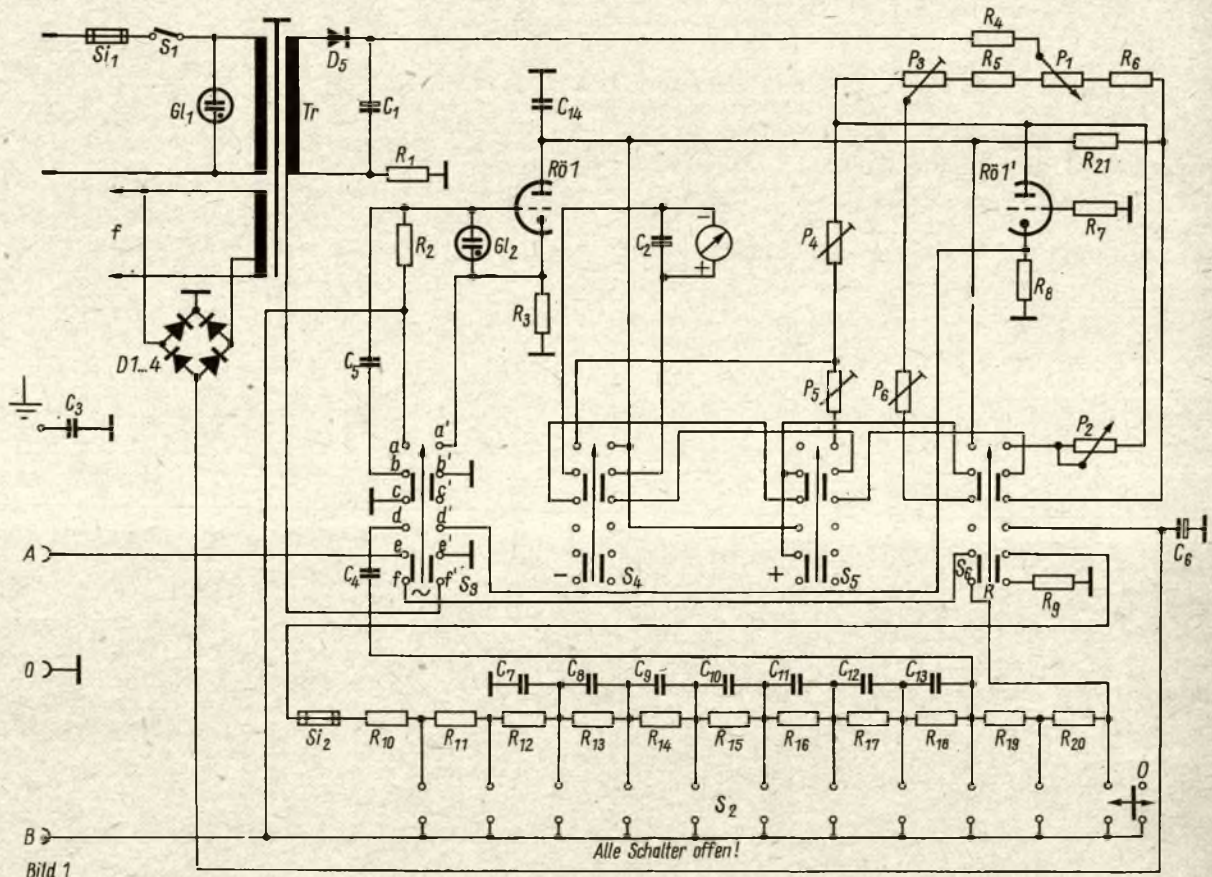 Si1 S1 Gl1 Tr D5 C1 R1
R4
P3 R5 P1 R6
C14
R21
Rö1 Rö1'
R7
f
R2 Gl2 C2 - + P4
R8
R3
D1...4
C5
P5 P6
C3
P2
a a'
b b'
c c'
d d'
A e e'
C4 f f' S3
~
- S4 + S5 S6 R R9 C6
0
C7 C8 C9 C10 C11 C12 C13
Si2 R10 R11 R12 R13 R14 R15 R16 R17 R18 R19 R20
S2 0
B
Alle Schalter offen!
Bild 1